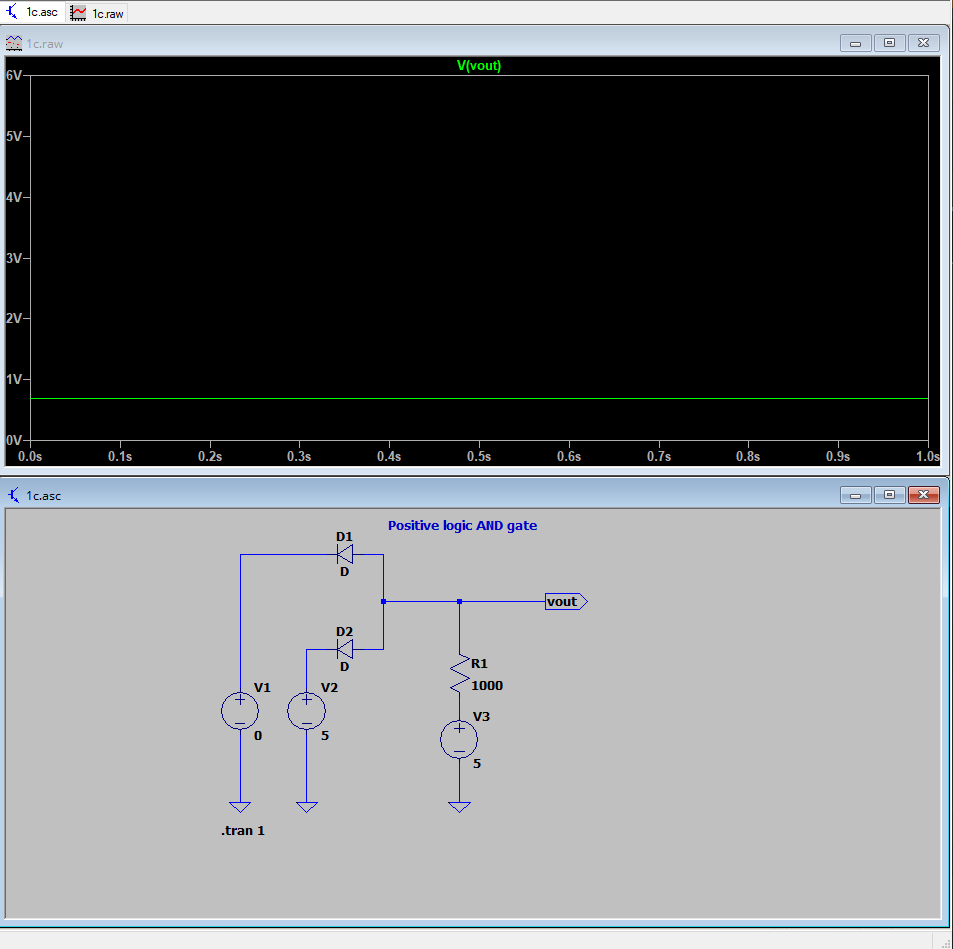 1c.asc 1c.raw
1c.raw
V(vout)
6V
5V
4V
3V
2V
1V
0V
0.0s 0.1s 0.2s 0.3s 0.4s 0.5s 0.6s 0.7s 0.8s 0.9s 1.0s
1c.asc
Positive logic AND gate
D1
D
vout
D2
D
R1
1000
V1
V2
V3
0
5
5
.tran 1